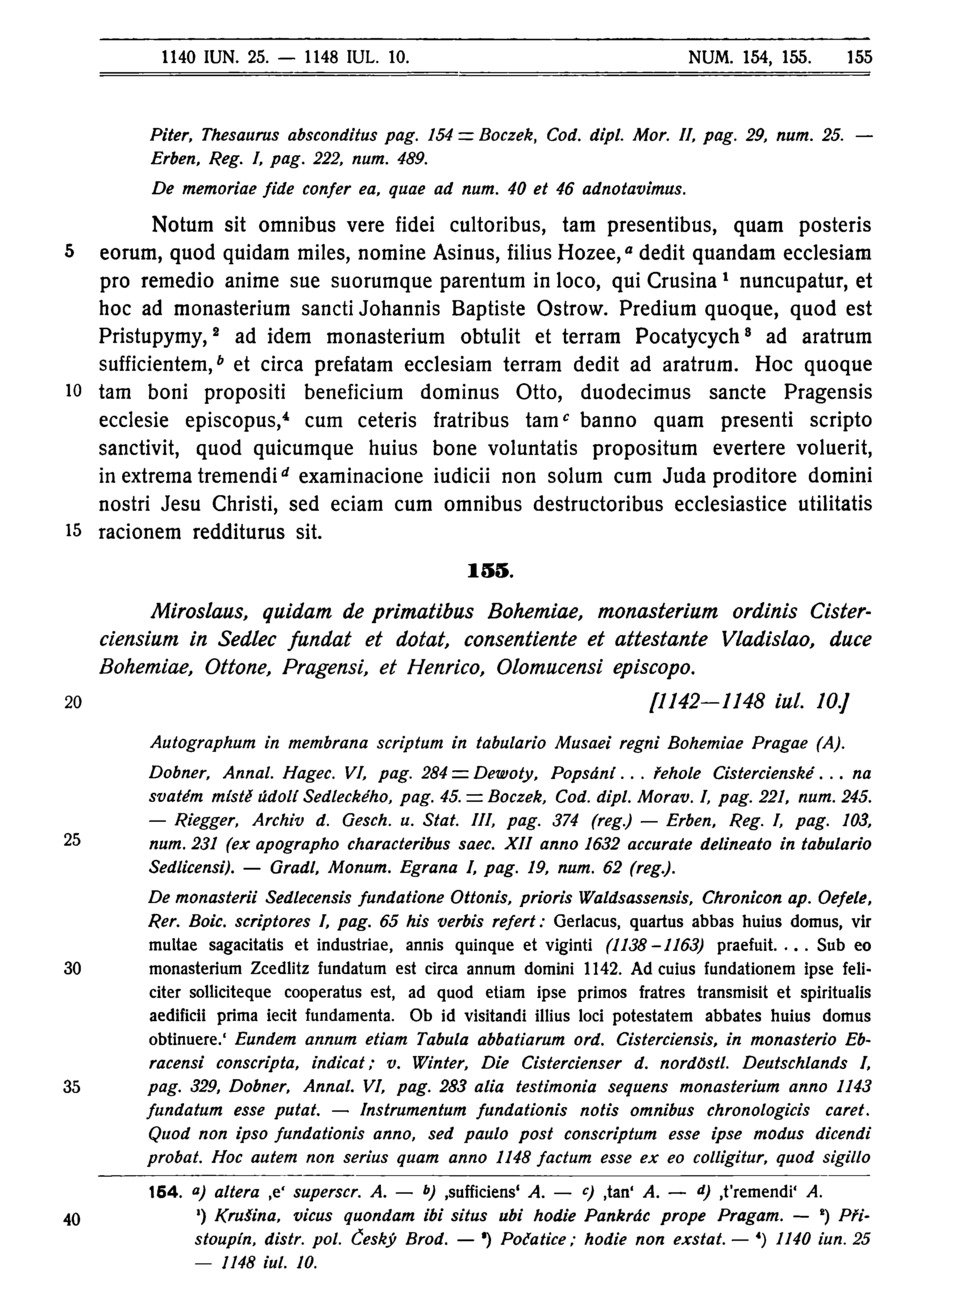 1140 IUN. 25. — 1148 IUL. 10. NUM. 154, 155. 155
Piter, Thesaurus absconditus pag. 154 = Boczek, Cod. dipl. Mor. II, pag. 29, num. 25. —
Erben, Reg. I, pag. 222, num. 489.
De memoriae fide confer ea, quae ad num. 40 et 46 adnotavimus.
Notum sit omnibus vere fidei cultoribus, tam presentibus, quam posteris
5 eorum, quod quidam miles, nomine Asinus, filius Hozee,ᵃ dedit quandam ecclesiam
pro remedio anime sue suorumque parentum in loco, qui Crusina¹ nuncupatur, et
hoc ad monasterium sancti Johannis Baptiste Ostrow. Predium quoque, quod est
Pristupymy,² ad idem monasterium obtulit et terram Pocatycych³ ad aratrum
sufficientem,ᵇ et circa prefatam ecclesiam terram dedit ad aratrum. Hoc quoque
10 tam boni propositi beneficium dominus Otto, duodecimus sancte Pragensis
ecclesie episcopus,⁴ cum ceteris fratribus tamᶜ banno quam presenti scripto
sanctivit, quod quicumque huius bone voluntatis propositum evertere voluerit,
in extrema tremendiᵈ examinacione iudicii non solum cum Juda proditore domini
nostri Jesu Christi, sed eciam cum omnibus destructoribus ecclesiastice utilitatis
15 racionem redditurus sit.
155.
Miroslaus, quidam de primatibus Bohemiae, monasterium ordinis Cister-
ciensium in Sedlec fundat et dotat, consentiente et attestante Vladislao, duce
Bohemiae, Ottone, Pragensi, et Henrico, Olomucensi episcopo.
20 [1142—1148 iul. 10.]
Autographum in membrana scriptum in tabulario Musaei regni Bohemiae Pragae (A).
Dobner, Annal. Hagec. VI, pag. 284 = Dewoty, Popsání... řehole Cistercienské... na
svatém místě údolí Sedleckého, pag. 45. = Boczek, Cod. dipl. Morav. I, pag. 221, num. 245.
— Riegger, Archiv d. Gesch. u. Stat. III, pag. 374 (reg.) — Erben, Reg. I, pag. 103,
25 num. 231 (ex apographo characteribus saec. XII anno 1632 accurate delineato in tabulario
Sedlicensi). — Gradl, Monum. Egrana I, pag. 19, num. 62 (reg.).
De monasterii Sedlecensis fundatione Ottonis, prioris Waldsassensis, Chronicon ap. Oefele,
Rer. Boic. scriptores I, pag. 65 his verbis refert: Gerlacus, quartus abbas huius domus, vir
multae sagacitatis et industriae, annis quinque et viginti (1138–1163) praefuit.... Sub eo
30 monasterium Zcedlitz fundatum est circa annum domini 1142. Ad cuius fundationem ipse feli-
citer solliciteque cooperatus est, ad quod etiam ipse primos fratres transmisit et spiritualis
aedificii prima iecit fundamenta. Ob id visitandi illius loci potestatem abbates huius domus
obtinuere.‘ Eundem annum etiam Tabula abbatiarum ord. Cisterciensis, in monasterio Eb-
racensi conscripta, indicat; v. Winter, Die Cistercienser d. nordöstl. Deutschlands I,
35 pag. 329, Dobner, Annal. VI, pag. 283 alia testimonia sequens monasterium anno 1143
fundatum esse putat. — Instrumentum fundationis notis omnibus chronologicis caret.
Quod non ipso fundationis anno, sed paulo post conscriptum esse ipse modus dicendi
probat. Hoc autem non serius quam anno 1148 factum esse ex eo colligitur, quod sigillo
154. a) altera ‚e‘ superscr. A. — b) ‚sufficiens‘ A. — c) ‚tan‘ A. — d) ‚t'remendi‘ A.
40 ¹) Krušina, vicus quondam ibi situs ubi hodie Pankrác prope Pragam. — ²) Při-
stoupín, distr. pol. Český Brod. — ³) Počatice; hodie non exstat. — ⁴) 1140 iun. 25
— 1148 iul. 10.